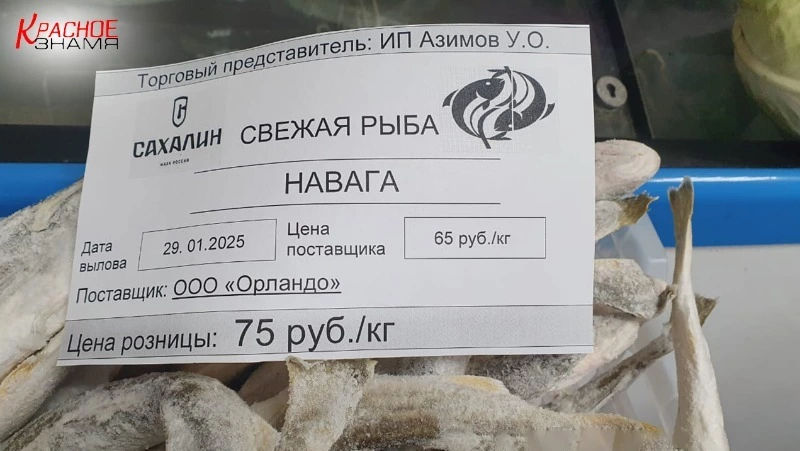 КРАСНОЕ
ЗНАМЯ
Торговый представитель: ИП Азимов У.О.
САХАЛИН
СВЕЖАЯ РЫБА
НАВАГА
Дата вылова
29. 01.2025
Цена поставщика
65 руб./кг
Поставщик: ООО «Орландо»
Цена розницы: 75 руб./кг